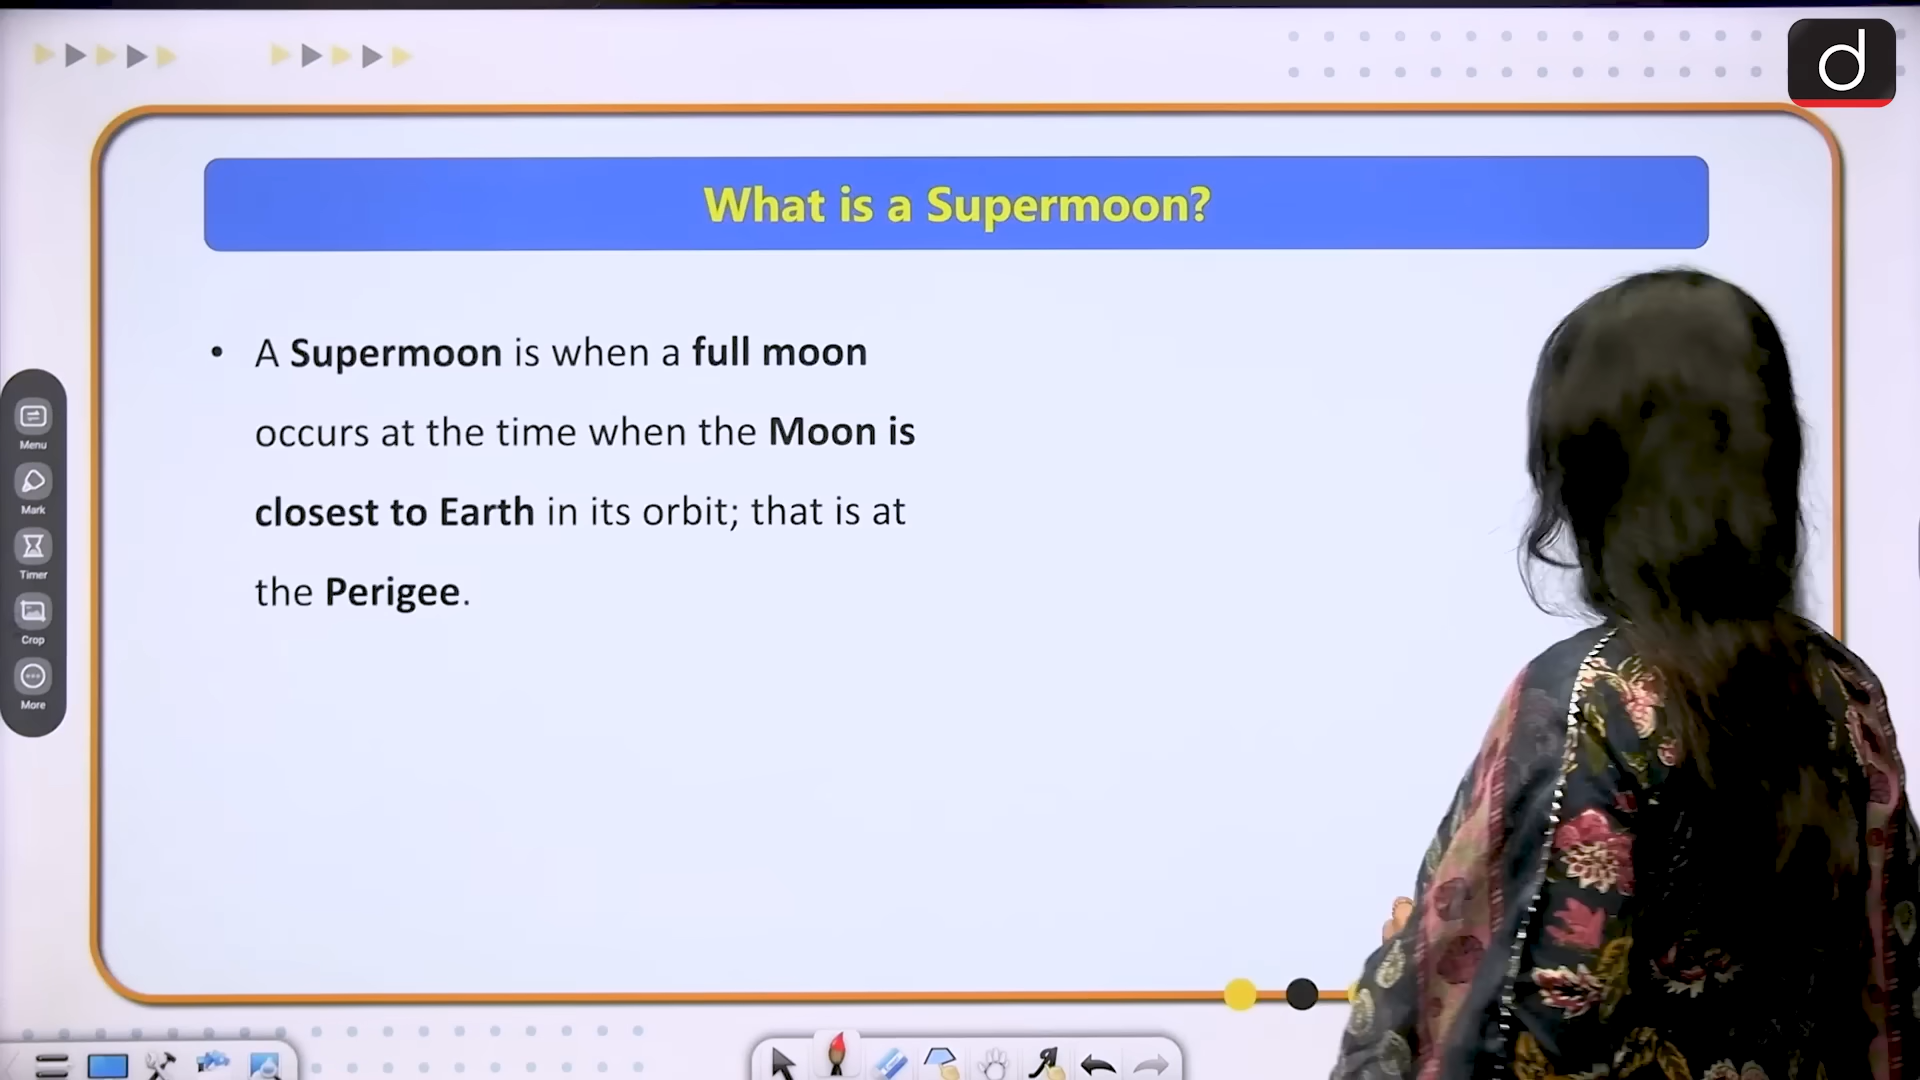 d
What is a Supermoon?
• A Supermoon is when a full moon
occurs at the time when the Moon is
closest to Earth in its orbit; that is at
the Perigee.
Menu
Mark
Timer
Crop
More